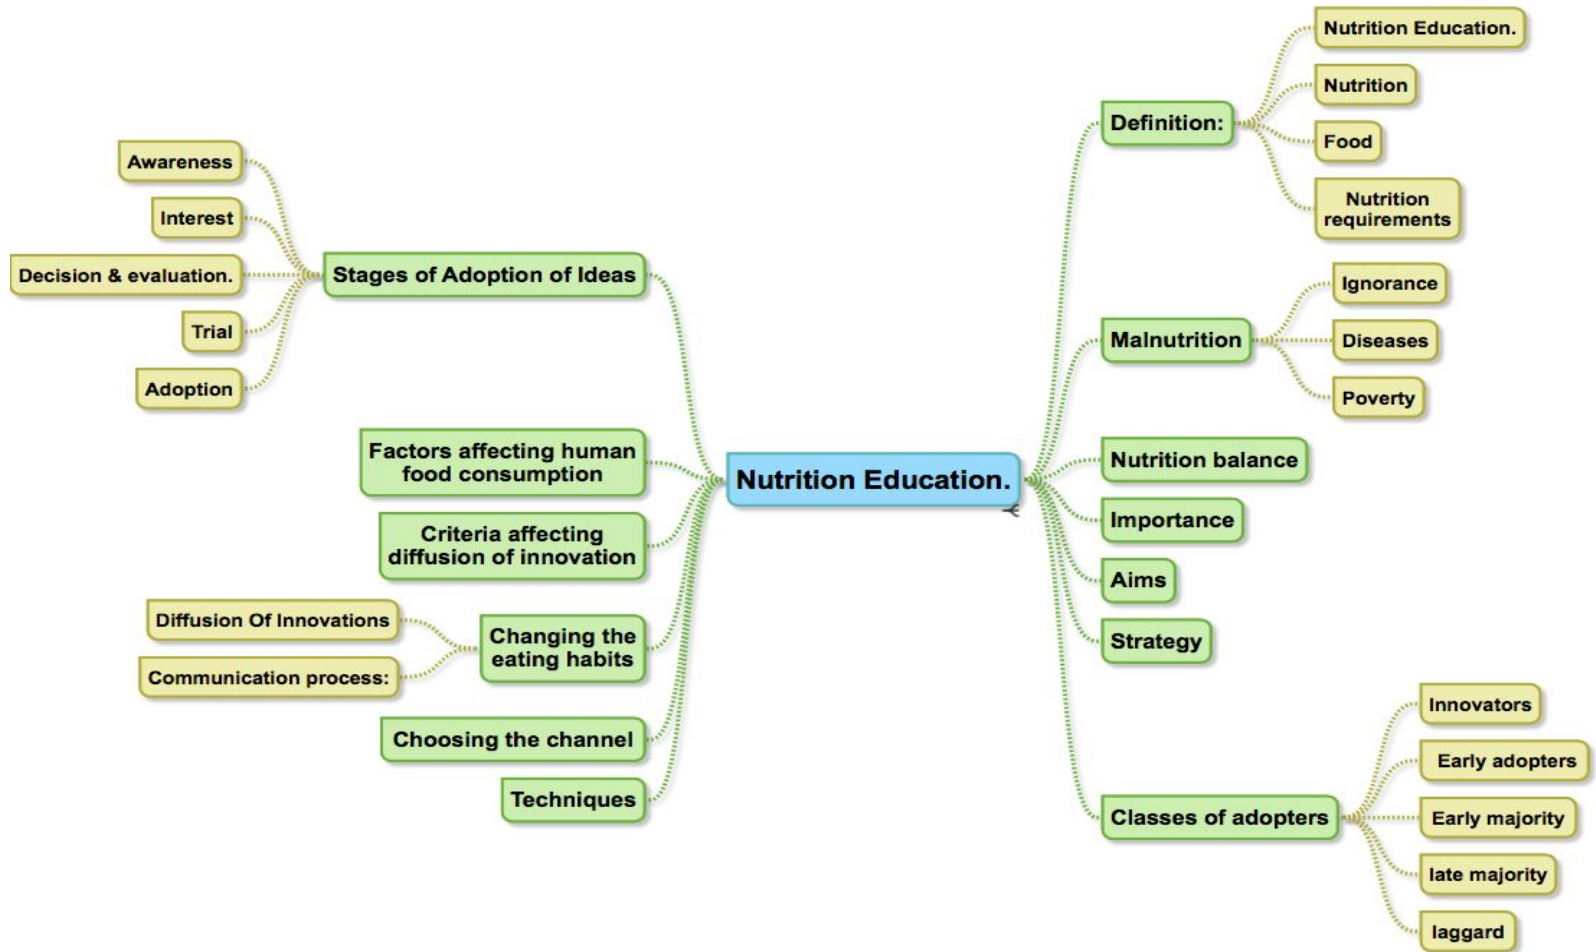 Nutrition Education.
Definition:
Nutrition Education.
Nutrition
Food
Nutrition
requirements
Malnutrition
Ignorance
Diseases
Poverty
Nutrition balance
Importance
Aims
Strategy
Classes of adopters
Innovators
Early adopters
Early majority
late majority
laggard
Stages of Adoption of Ideas
Awareness
Interest
Decision & evaluation.
Trial
Adoption
Factors affecting human
food consumption
Criteria affecting
diffusion of innovation
Changing the
eating habits
Diffusion Of Innovations
Communication process:
Choosing the channel
Techniques